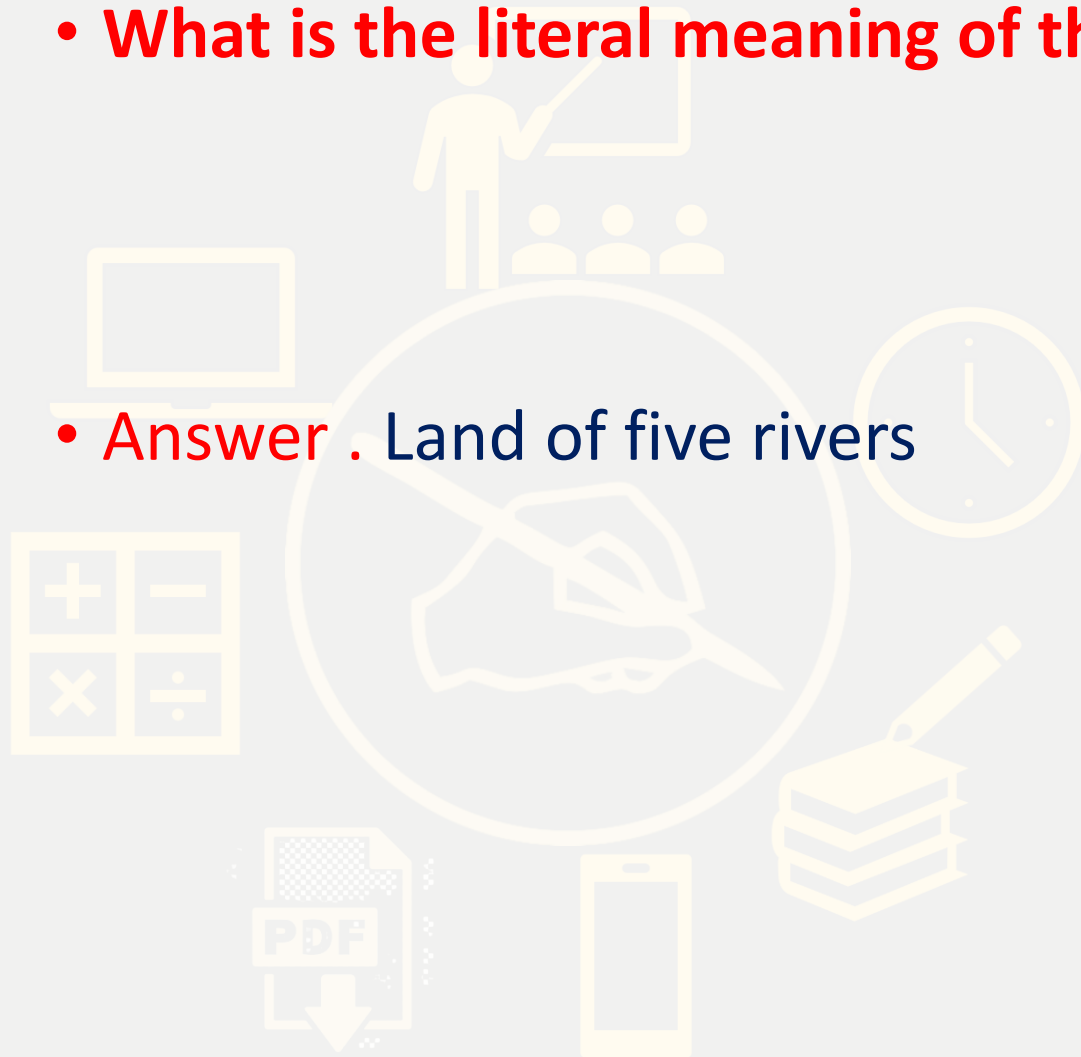 • What is the literal meaning of th
• Answer . Land of five rivers
PDF